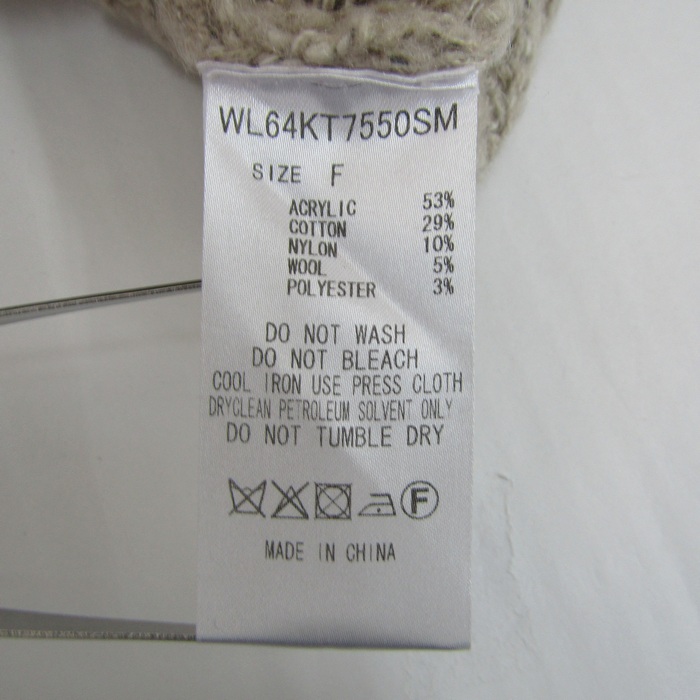 WL64KT7550SM
SIZE F
ACRYLIC 53%
COTTON 29%
NYLON 10%
WOOL 5%
POLYESTER 3%
DO NOT WASH
DO NOT BLEACH
COOL IRON USE PRESS CLOTH
DRYCLEAN PETROLEUM SOLVENT ONLY
DO NOT TUMBLE DRY
F
MADE IN CHINA